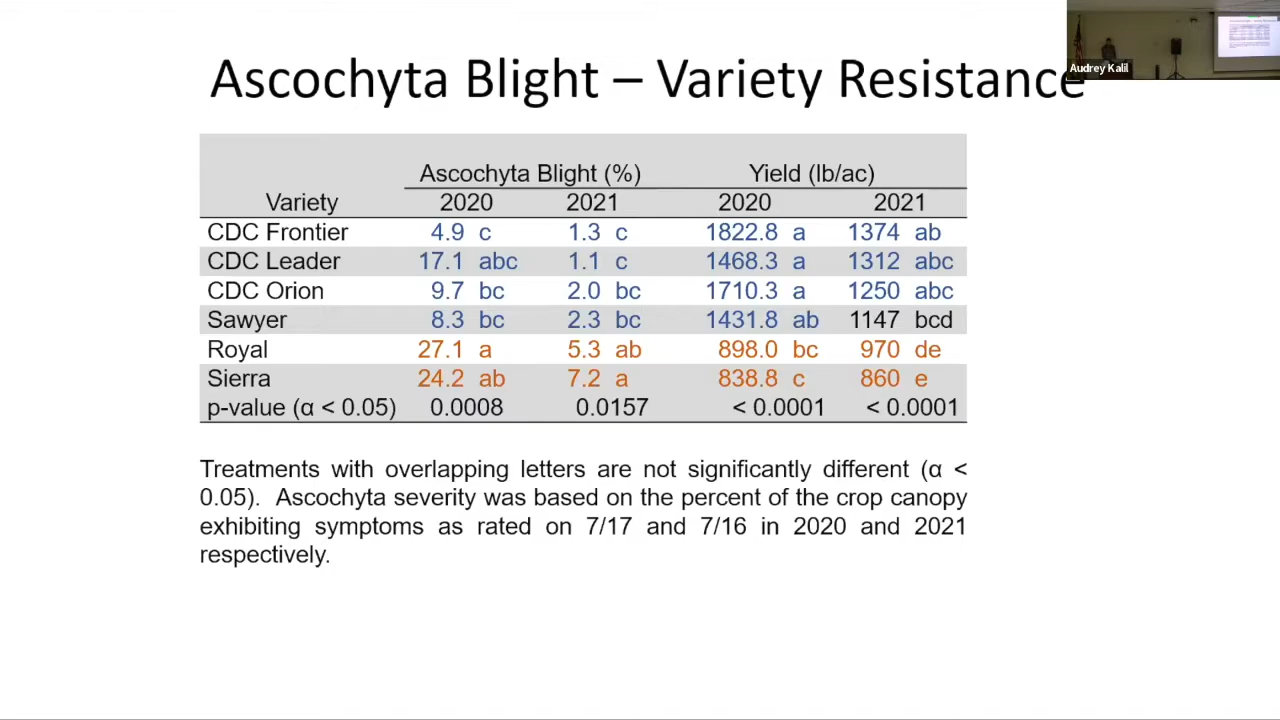 Audrey Kalil
Ascochyta Blight – Variety Resistance
Ascochyta Blight (%) Yield (lb/ac)
Variety 2020 2021 2020 2021
CDC Frontier 4.9 c 1.3 c 1822.8 a 1374 ab
CDC Leader 17.1 abc 1.1 c 1468.3 a 1312 abc
CDC Orion 9.7 bc 2.0 bc 1710.3 a 1250 abc
Sawyer 8.3 bc 2.3 bc 1431.8 ab 1147 bcd
Royal 27.1 a 5.3 ab 898.0 bc 970 de
Sierra 24.2 ab 7.2 a 838.8 c 860 e
p-value (α < 0.05) 0.0008 0.0157 < 0.0001 < 0.0001
Treatments with overlapping letters are not significantly different (α <
0.05). Ascochyta severity was based on the percent of the crop canopy
exhibiting symptoms as rated on 7/17 and 7/16 in 2020 and 2021
respectively.